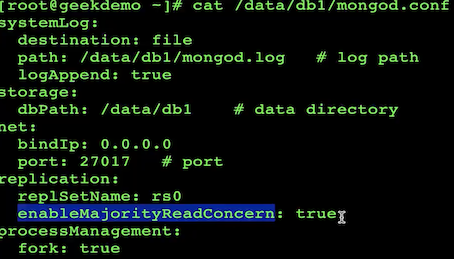 [root@geekdemo ~]# cat /data/db1/mongod.conf
systemLog:
  destination: file
  path: /data/db1/mongod.log   # log path
  logAppend: true
storage:
  dbPath: /data/db1    # data directory
net:
  bindIp: 0.0.0.0
  port: 27017   # port
replication:
  replSetName: rs0
  enableMajorityReadConcern: true
processManagement:
  fork: true